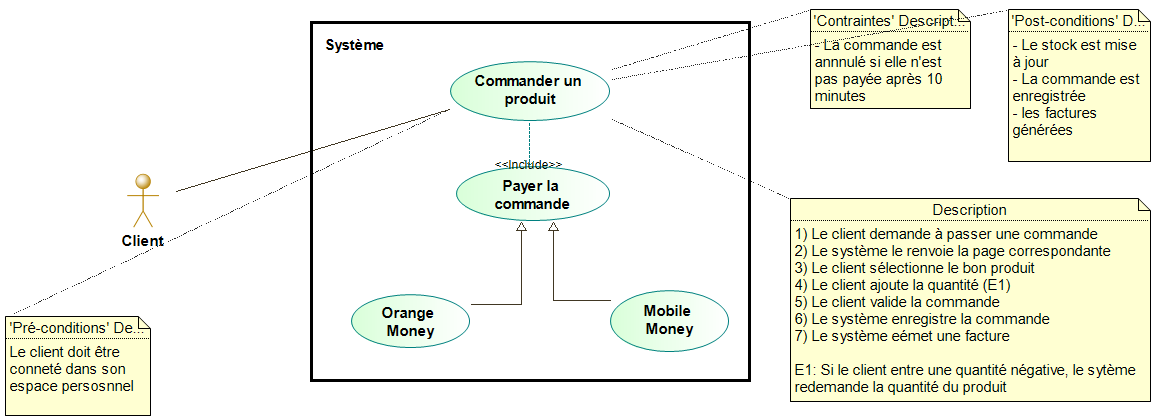 Système
Commander un
produit
<<Include>>
Payer la
commande
Orange
Money
Mobile
Money
Client
'Pré-conditions' De...
Le client doit être
conneté dans son
espace persosnnel
'Contraintes' Descript...
- La commande est
annnulé si elle n'est
pas payée après 10
minutes
'Post-conditions' D...
- Le stock est mise
à jour
- La commande est
enregistrée
- les factures
générées
Description
1) Le client demande à passer une commande
2) Le système le renvoie la page correspondante
3) Le client sélectionne le bon produit
4) Le client ajoute la quantité (E1)
5) Le client valide la commande
6) Le système enregistre la commande
7) Le système eémet une facture
E1: Si le client entre une quantité négative, le sytème
redemande la quantité du produit